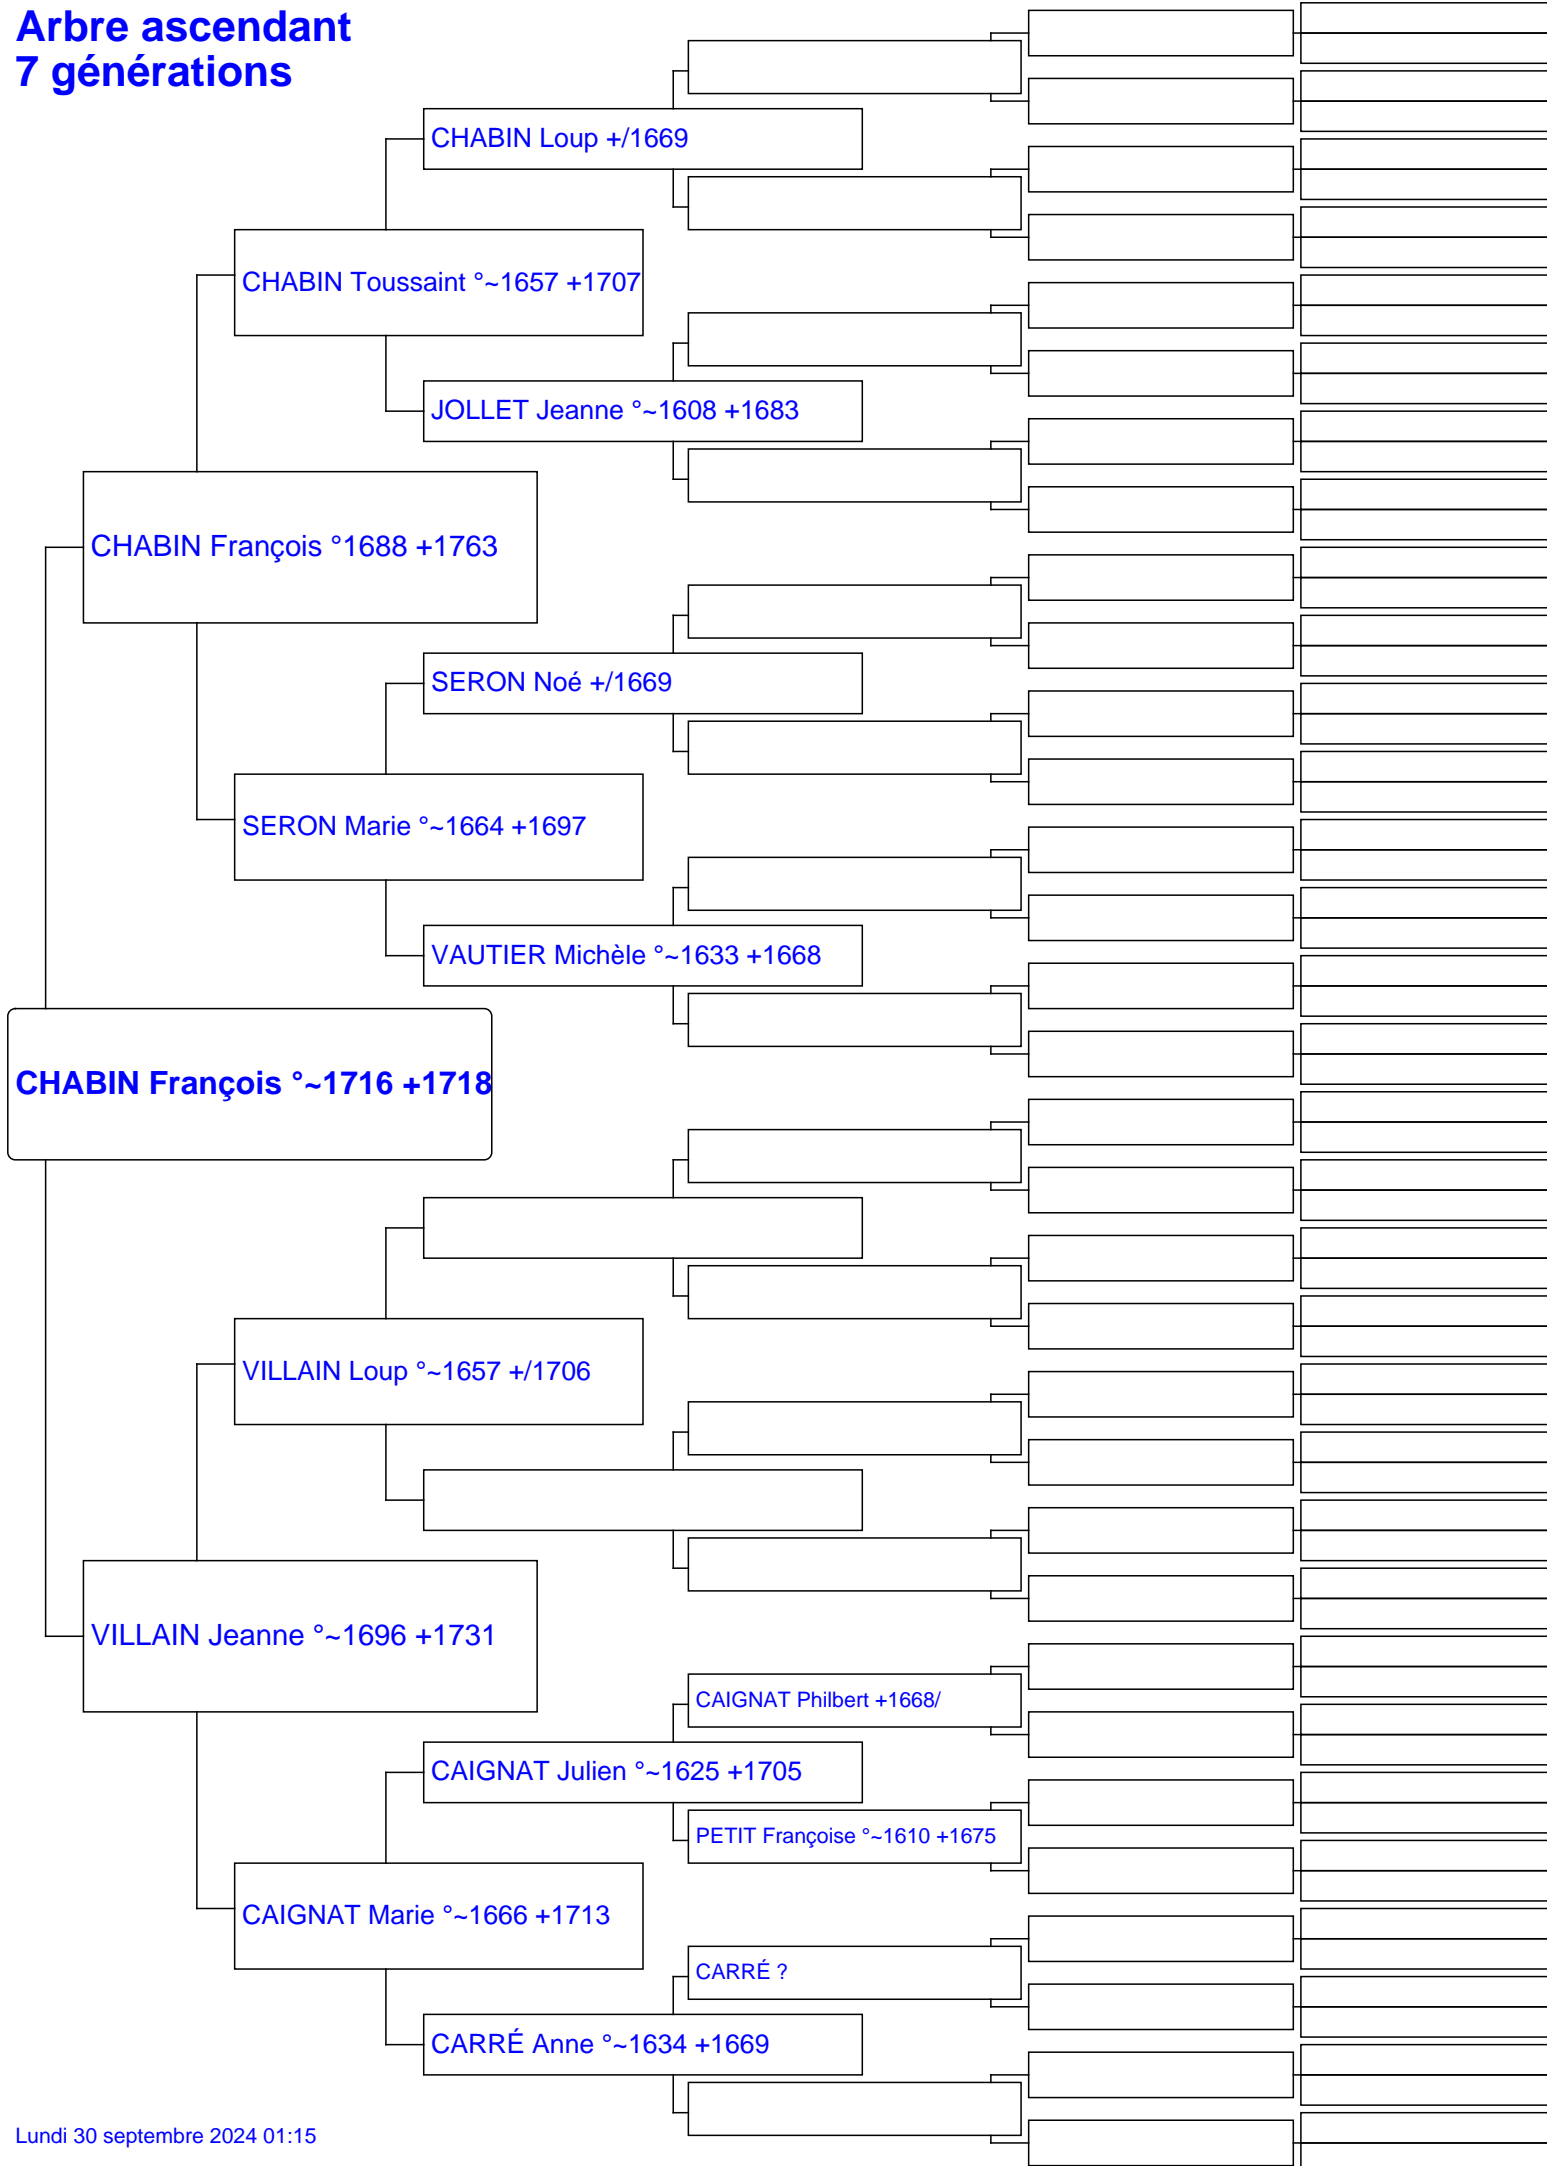 Arbre ascendant
7 générations
CHABIN Loup +/1669
CHABIN Toussaint °~1657 +1707
JOLLET Jeanne °~1608 +1683
CHABIN François °1688 +1763
SERON Noé +/1669
SERON Marie °~1664 +1697
VAUTIER Michèle °~1633 +1668
CHABIN François °~1716 +1718
VILLAIN Loup °~1657 +/1706
VILLAIN Jeanne °~1696 +1731
CAIGNAT Philbert +1668/
CAIGNAT Julien °~1625 +1705
PETIT Françoise °~1610 +1675
CAIGNAT Marie °~1666 +1713
CARRÉ ?
CARRÉ Anne °~1634 +1669
Lundi 30 septembre 2024 01:15